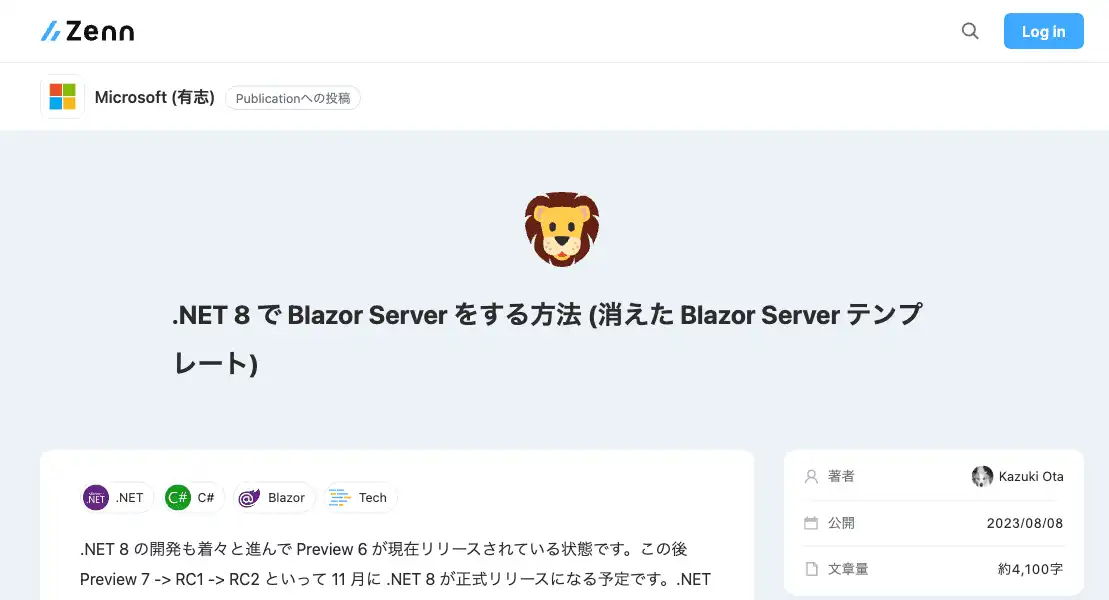 Zenn
Log in
Microsoft (有志)
Publicationへの投稿
.NET 8 で Blazor Server をする方法 (消えた Blazor Server テンプ
レート)
.NET
C#
Blazor
Tech
.NET 8 の開発も着々と進んで Preview 6 が現在リリースされている状態です。この後
Preview 7 -> RC1 -> RC2 といって 11 月に .NET 8 が正式リリースになる予定です。.NET
著者
Kazuki Ota
公開
2023/08/08
文章量
約4,100字